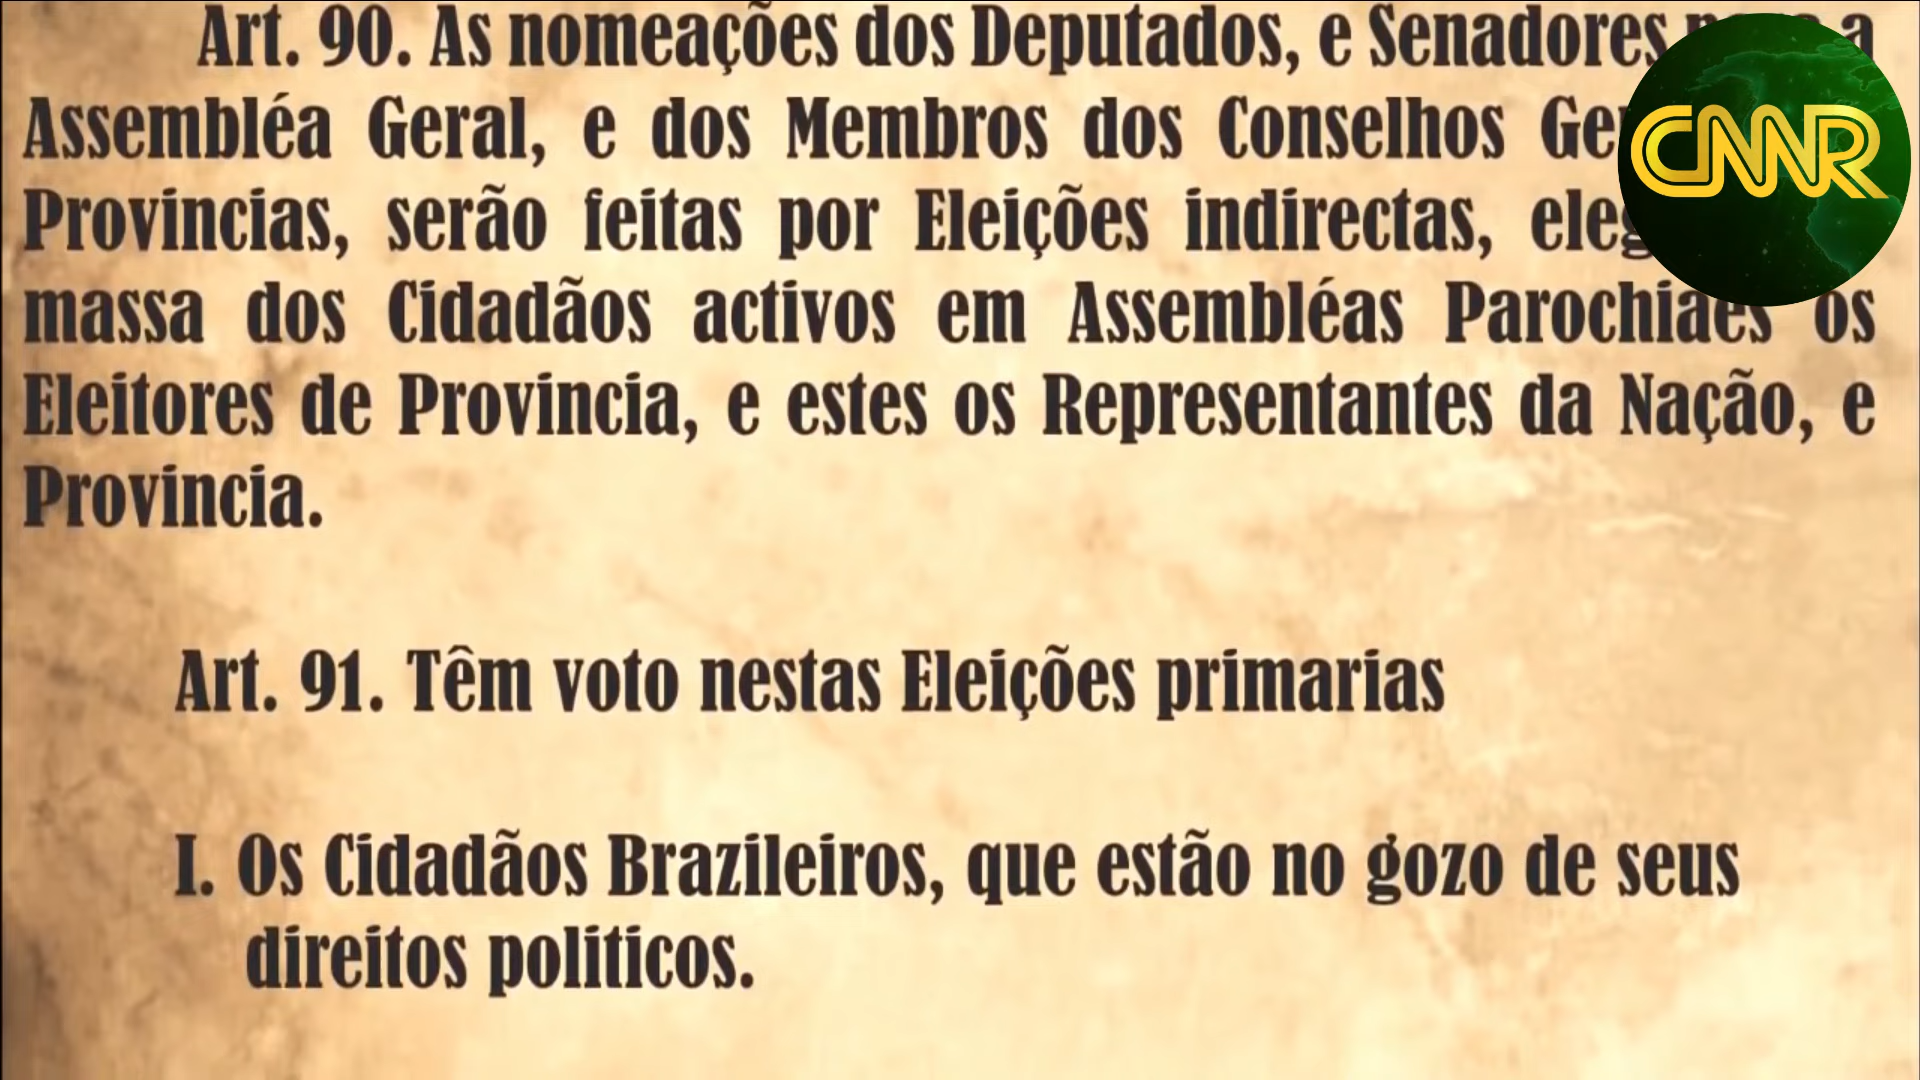 Art. 90. As nomeações dos Deputados, e Senadores a
Assembléa Geral, e dos Membros dos Conselhos
Provincias, serão feitas por Eleições indirectas,
massa dos Cidadãos activos em Assembléas Parochiaes os
Eleitores de Provincia, e estes os Representantes da Nação, e
Provincia.
Art. 91. Têm voto nestas Eleições primarias
I. Os Cidadãos Brazileiros, que estão no gozo de seus
direitos politicos.
CNNR